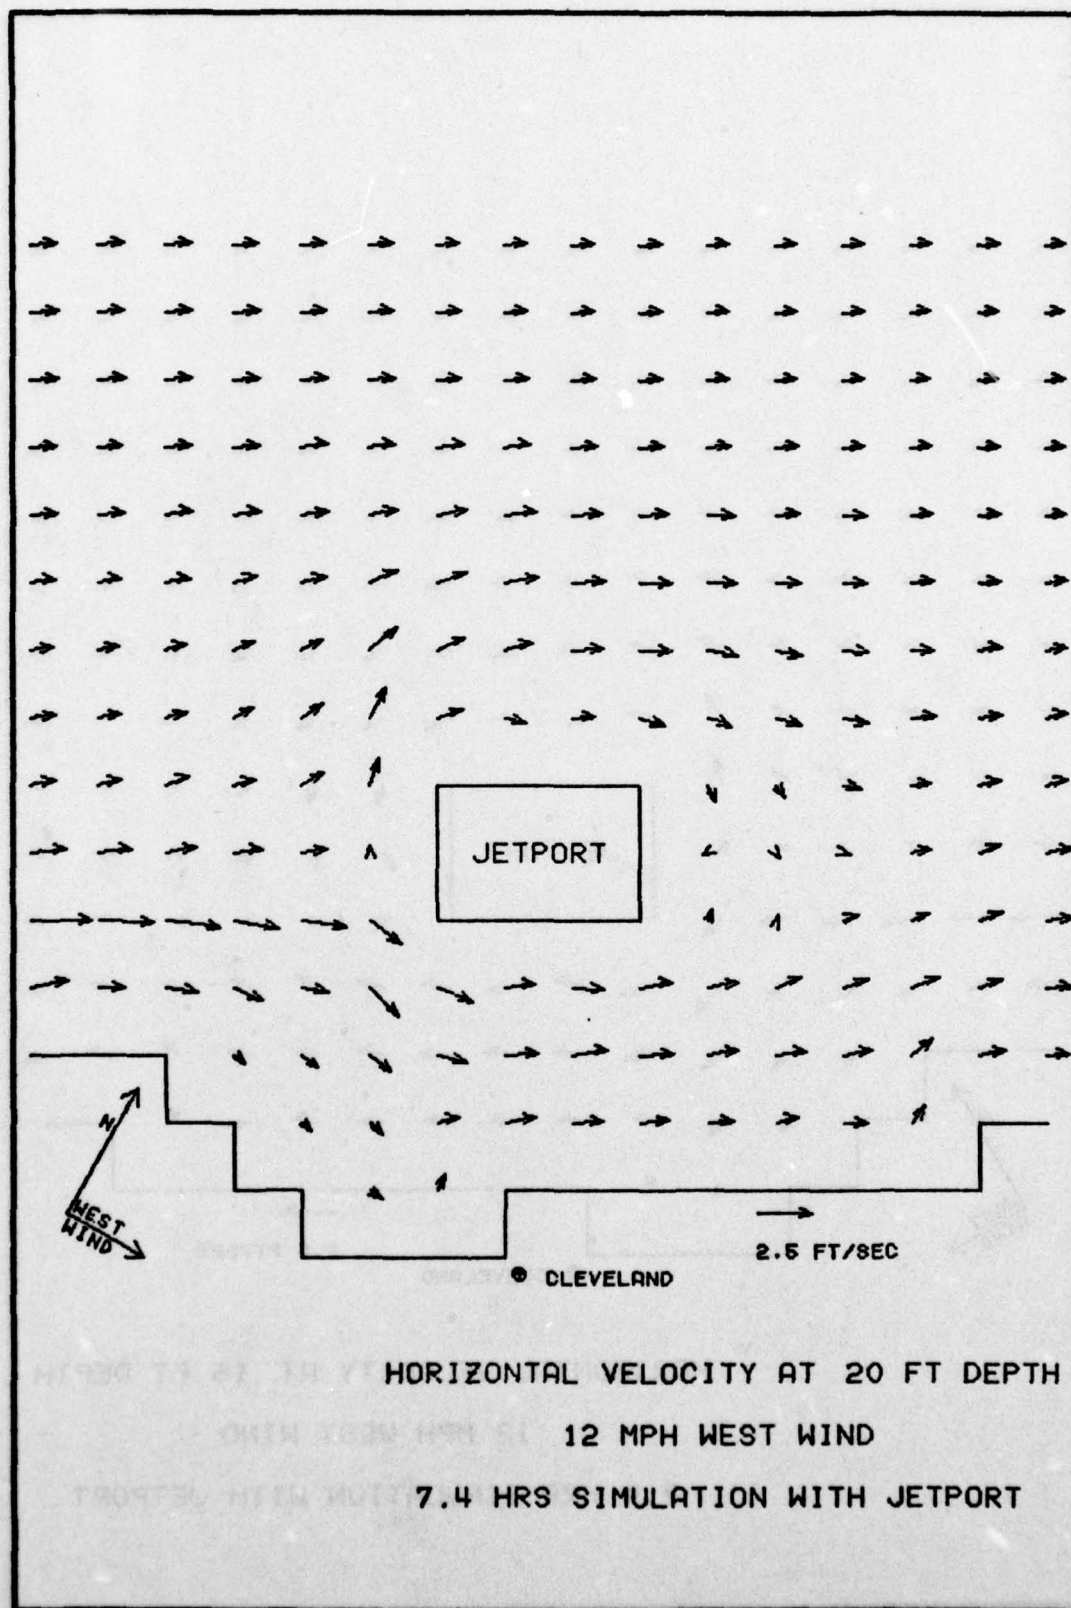 JETPORT
N
WEST
WIND
2.5 FT/SEC
CLEVELAND
HORIZONTAL VELOCITY AT 20 FT DEPTH
12 MPH WEST WIND
7.4 HRS SIMULATION WITH JETPORT